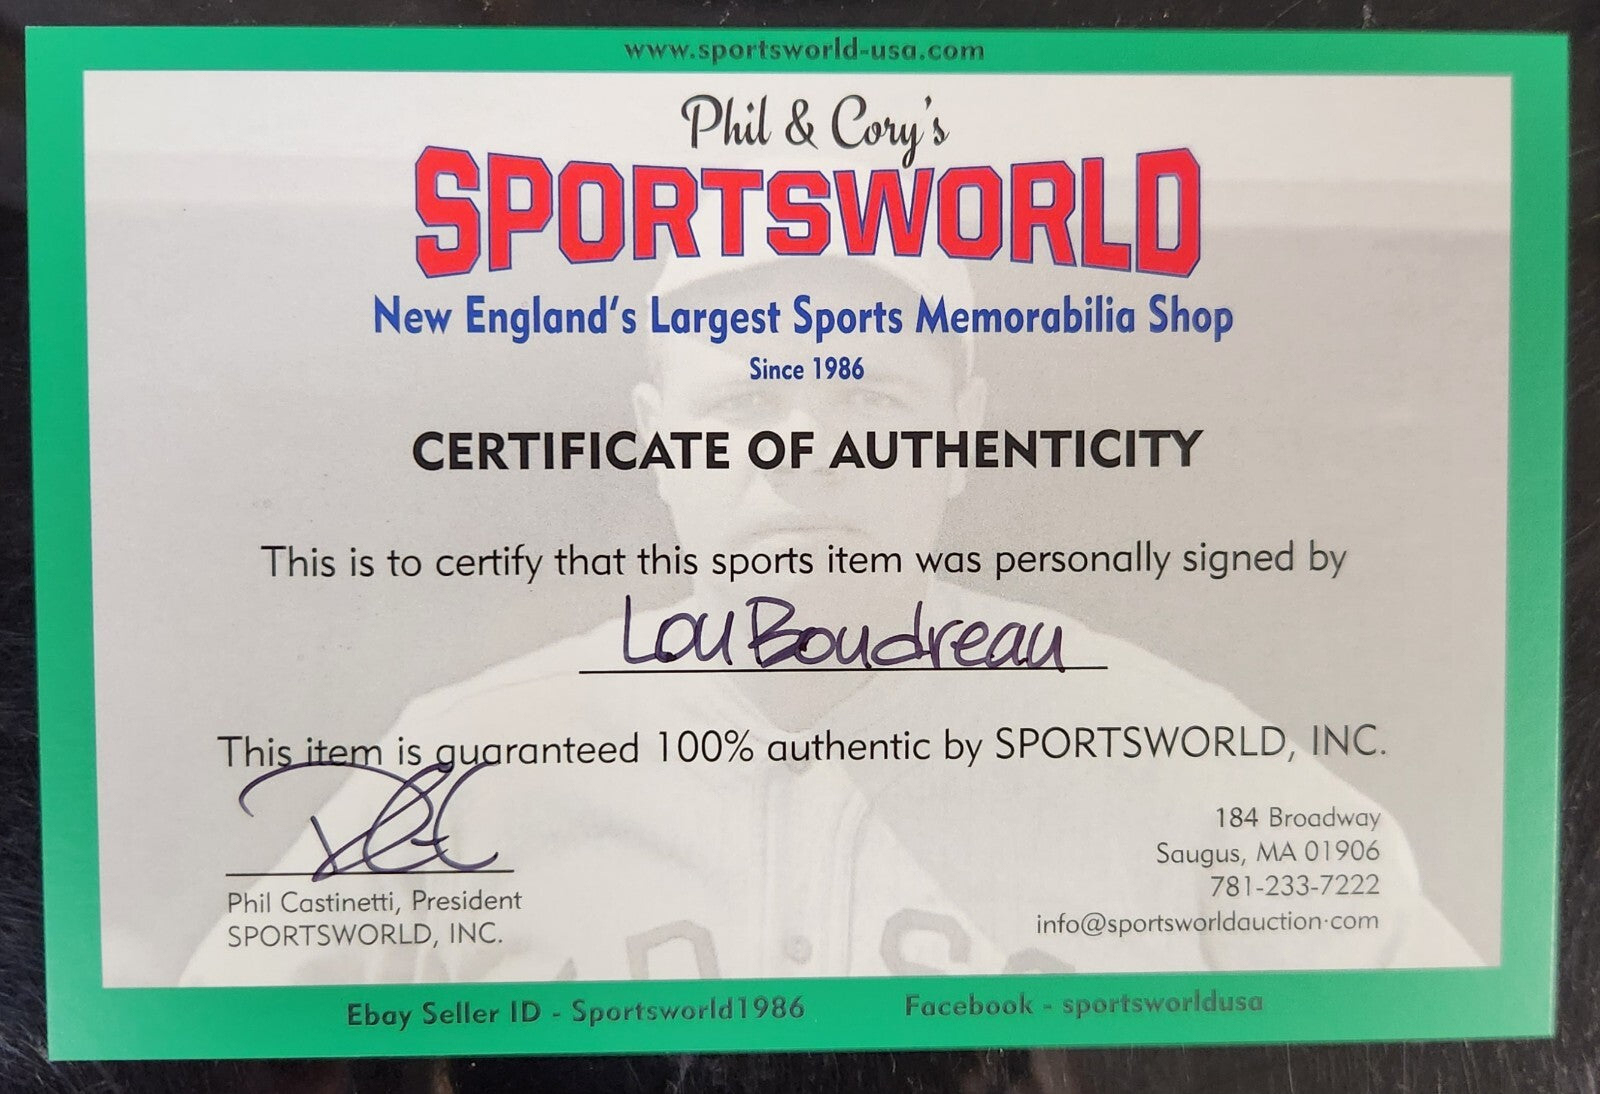 www.sportsworld-usa.com
Phil & Cory's
SPORTSWORLD
New England's Largest Sports Memorabilia Shop
Since 1986
CERTIFICATE OF AUTHENTICITY
This is to certify that this sports item was personally signed by
Lou Boudreau
This item is guaranteed 100% authentic by SPORTSWORLD, INC.
184 Broadway
Saugus, MA 01906
781-233-7222
info@sportsworldauction·com
Phil Castinetti, President
SPORTSWORLD, INC.
Ebay Seller ID - Sportsworld1986
Facebook - sportsworldusa